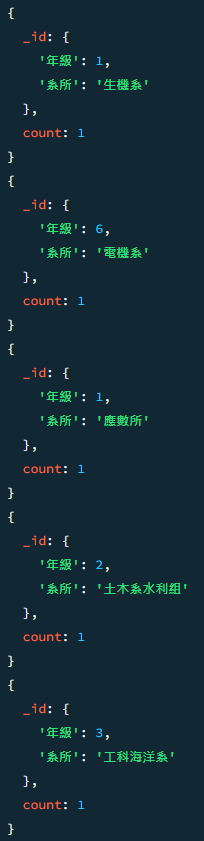 {
_id: {
'年級': 1,
'系所': '生機系'
},
count: 1
}
{
_id: {
'年級': 6,
'系所': '電機系'
},
count: 1
}
{
_id: {
'年級': 1,
'系所': '應數所'
},
count: 1
}
{
_id: {
'年級': 2,
'系所': '土木系水利組'
},
count: 1
}
{
_id: {
'年級': 3,
'系所': '工科海洋系'
},
count: 1
}